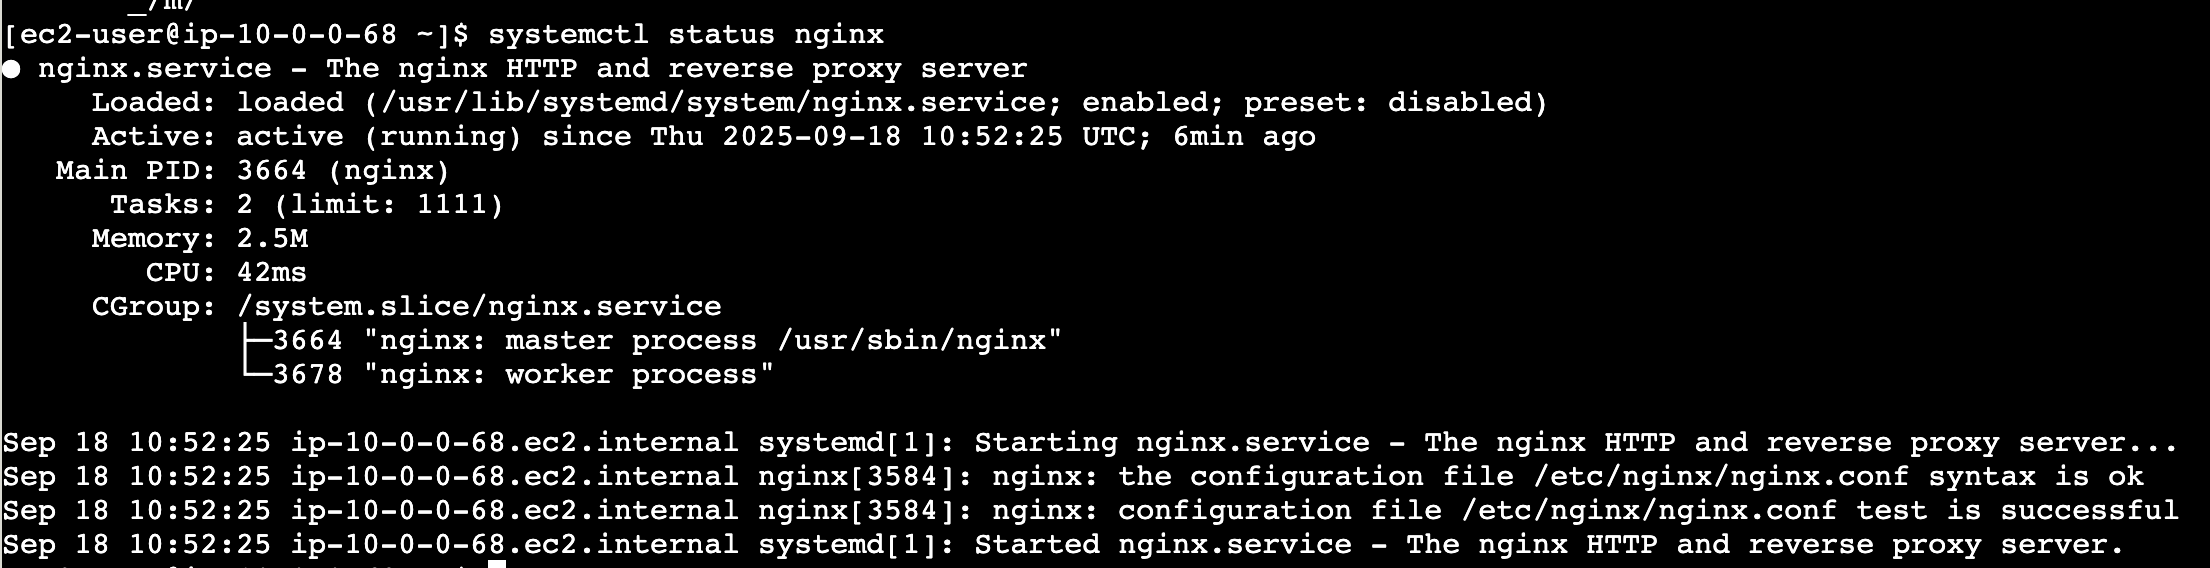 _/m/
[ec2-user@ip-10-0-0-68 ~]$ systemctl status nginx
● nginx.service - The nginx HTTP and reverse proxy server
     Loaded: loaded (/usr/lib/systemd/system/nginx.service; enabled; preset: disabled)
     Active: active (running) since Thu 2025-09-18 10:52:25 UTC; 6min ago
   Main PID: 3664 (nginx)
      Tasks: 2 (limit: 1111)
     Memory: 2.5M
        CPU: 42ms
     CGroup: /system.slice/nginx.service
             ├─3664 "nginx: master process /usr/sbin/nginx"
             └─3678 "nginx: worker process"
Sep 18 10:52:25 ip-10-0-0-68.ec2.internal systemd[1]: Starting nginx.service - The nginx HTTP and reverse proxy server...
Sep 18 10:52:25 ip-10-0-0-68.ec2.internal nginx[3584]: nginx: the configuration file /etc/nginx/nginx.conf syntax is ok
Sep 18 10:52:25 ip-10-0-0-68.ec2.internal nginx[3584]: nginx: configuration file /etc/nginx/nginx.conf test is successful
Sep 18 10:52:25 ip-10-0-0-68.ec2.internal systemd[1]: Started nginx.service - The nginx HTTP and reverse proxy server.